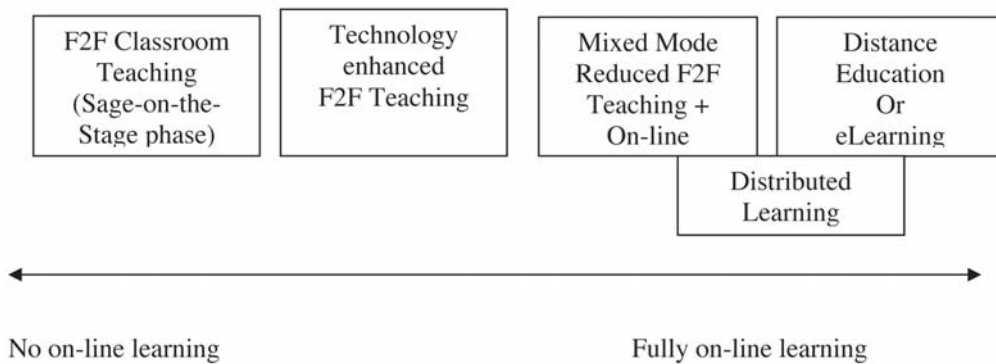 F2F Classroom
Teaching
(Sage-on-the-
Stage phase)
Technology
enhanced
F2F Teaching
Mixed Mode
Reduced F2F
Teaching +
On-line
Distance
Education
Or
eLearning
Distributed
Learning
No on-line learning
Fully on-line learning